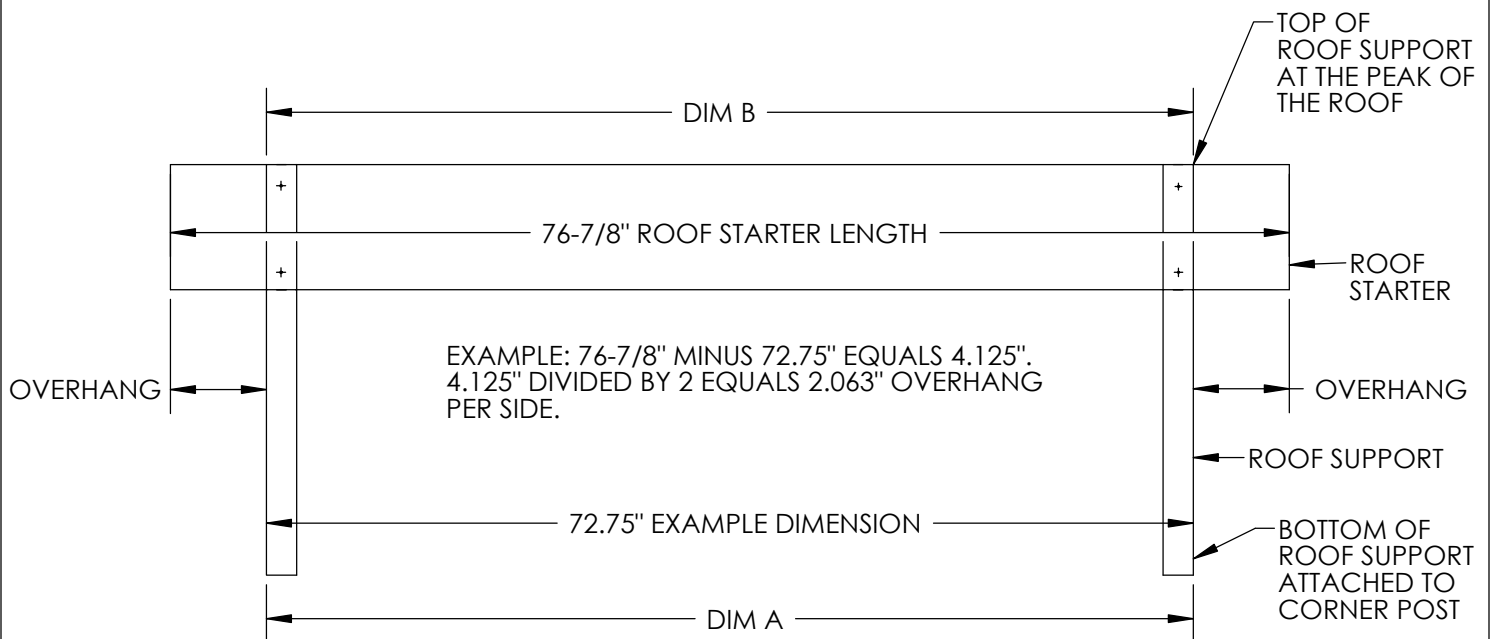 TOP OF
ROOF SUPPORT
AT THE PEAK OF
THE ROOF
DIM B
76-7/8" ROOF STARTER LENGTH
ROOF
STARTER
EXAMPLE: 76-7/8" MINUS 72.75" EQUALS 4.125".
4.125" DIVIDED BY 2 EQUALS 2.063" OVERHANG
PER SIDE.
OVERHANG
OVERHANG
ROOF SUPPORT
72.75" EXAMPLE DIMENSION
BOTTOM OF
ROOF SUPPORT
ATTACHED TO
CORNER POST
DIM A